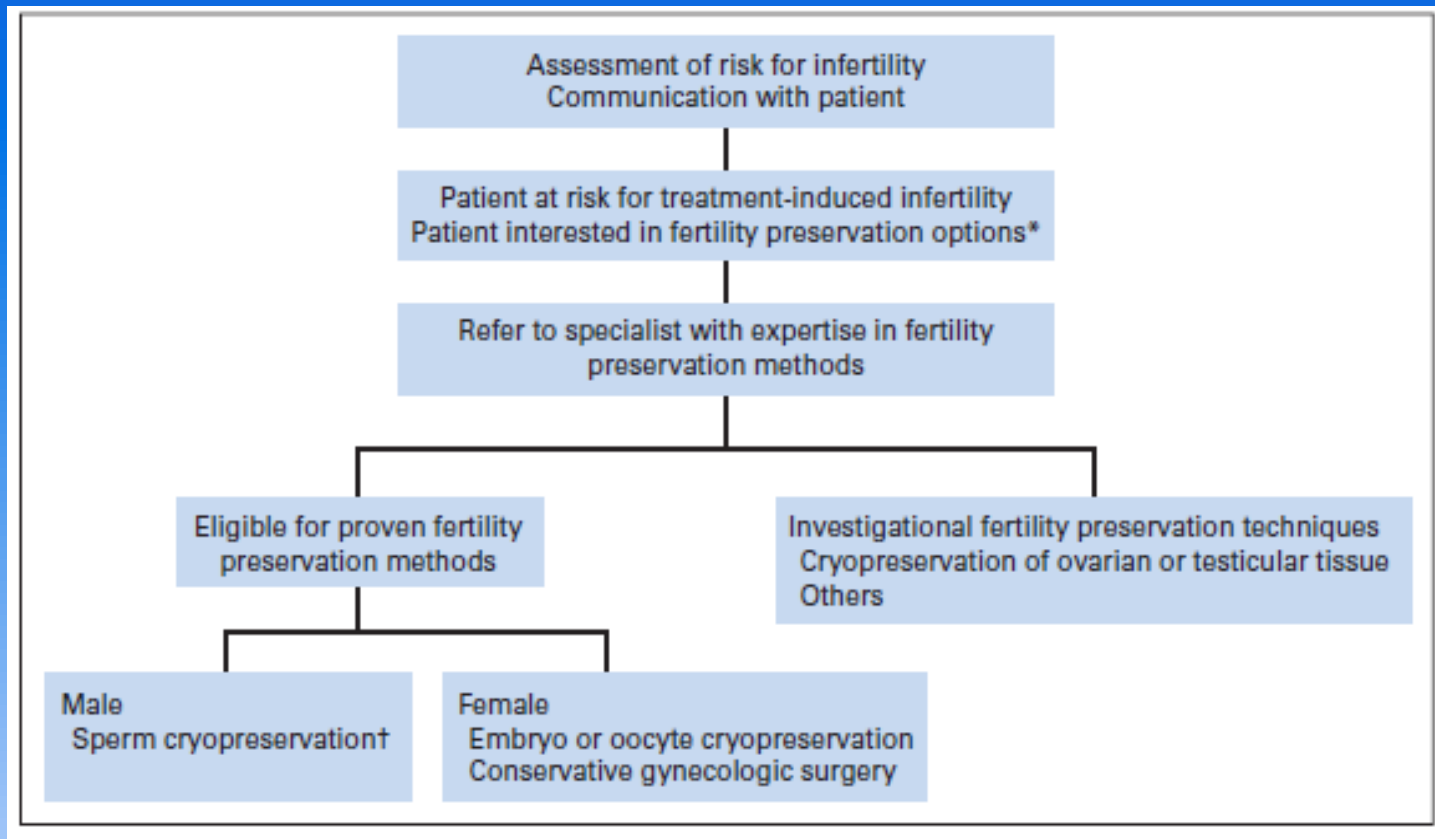 Assessment of risk for infertility
Communication with patient
Patient at risk for treatment-induced infertility
Patient interested in fertility preservation options*
Refer to specialist with expertise in fertility
preservation methods
Eligible for proven fertility
preservation methods
Investigational fertility preservation techniques
Cryopreservation of ovarian or testicular tissue
Others
Male
Sperm cryopreservation†
Female
Embryo or oocyte cryopreservation
Conservative gynecologic surgery